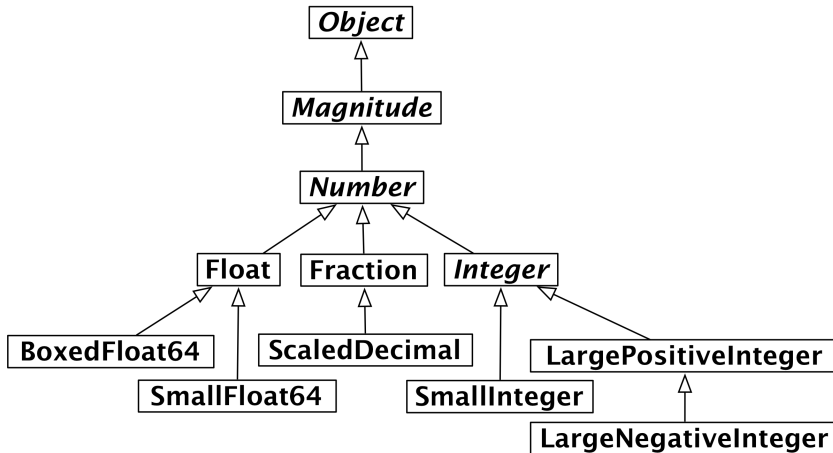 Object
Magnitude
Number
Float
Fraction
Integer
BoxedFloat64
ScaledDecimal
LargePositiveInteger
SmallFloat64
SmallInteger
LargeNegativeInteger